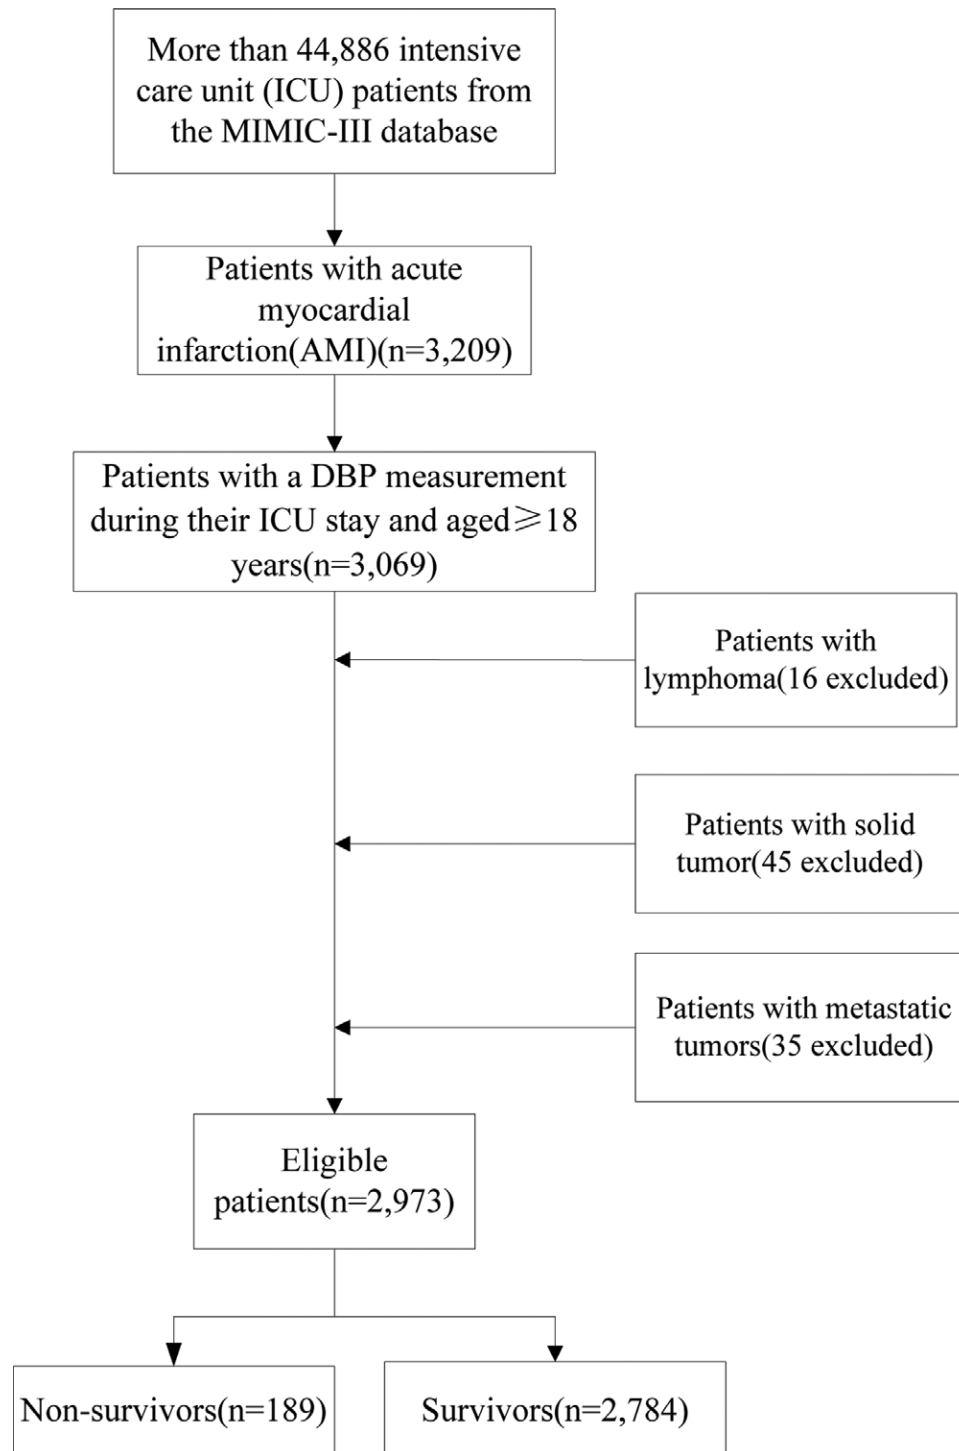 More than 44,886 intensive
care unit (ICU) patients from
the MIMIC-III database
Patients with acute
myocardial
infarction(AMI)(n=3,209)
Patients with a DBP measurement
during their ICU stay and aged⩾18
years(n=3,069)
Patients with
lymphoma(16 excluded)
Patients with solid
tumor(45 excluded)
Patients with metastatic
tumors(35 excluded)
Eligible
patients(n=2,973)
Non-survivors(n=189)
Survivors(n=2,784)